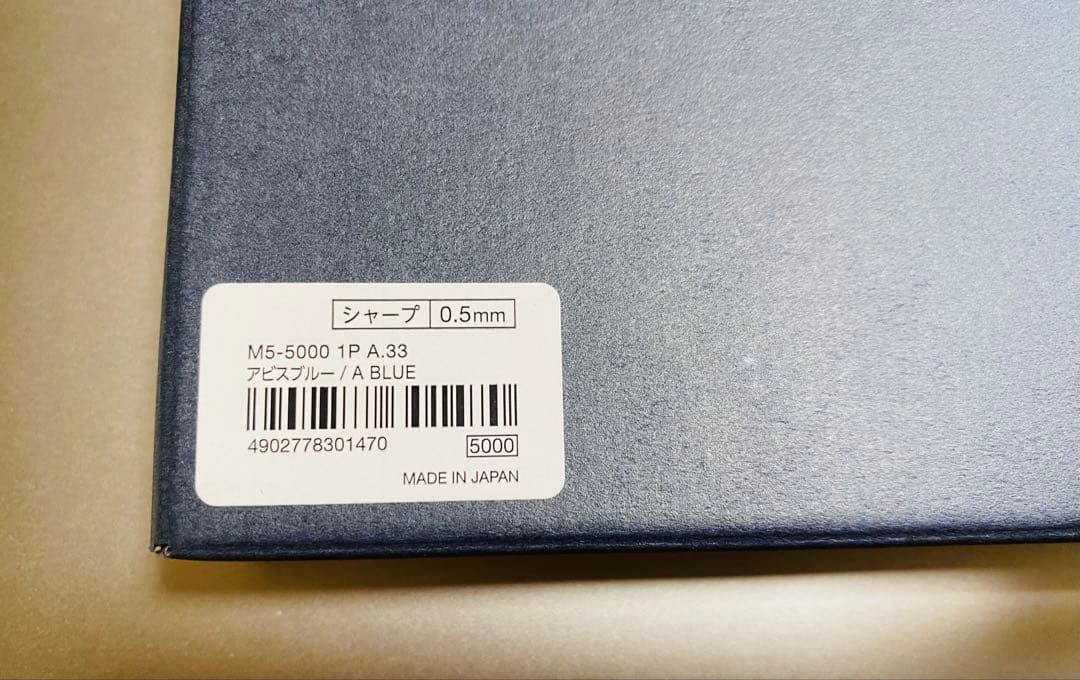 シャープ 0.5mm
M5-5000 1P A.33
アビスブルー / A BLUE
4902778301470 5000
MADE IN JAPAN